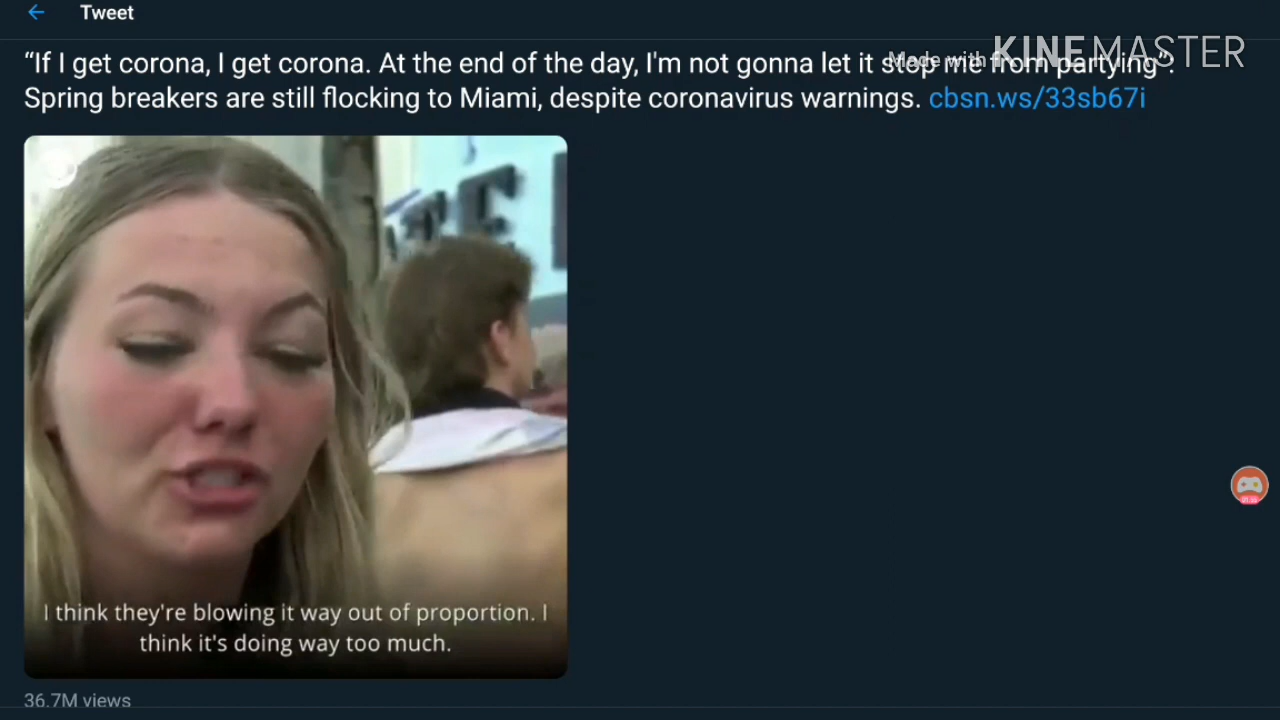 Tweet
Made with KINEMASTER
“If I get corona, I get corona. At the end of the day, I'm not gonna let it stop me from partying”:
Spring breakers are still flocking to Miami, despite coronavirus warnings. cbsn.ws/33sb67i
I think they're blowing it way out of proportion. I
think it's doing way too much.
36.7M views